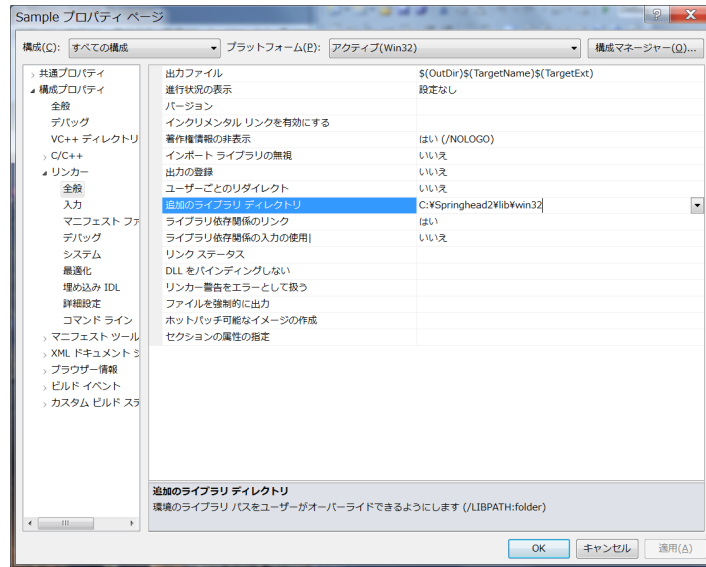 Sample プロパティ ページ
構成(C): すべての構成 プラットフォーム(P): アクティブ(Win32) 構成マネージャー(O)...
共通プロパティ
構成プロパティ
全般
デバッグ
VC++ ディレクトリ
C/C++
リンカー
全般
入力
マニフェスト ファ
デバッグ
システム
最適化
埋め込み IDL
詳細設定
コマンド ライン
マニフェスト ツール
XML ドキュメント ジ
ブラウザー情報
ビルド イベント
カスタム ビルド ステ
出力ファイル $(OutDir)$(TargetName)$(TargetExt)
進行状況の表示 設定なし
バージョン
インクリメンタル リンクを有効にする
著作権情報の非表示 はい (/NOLOGO)
インポート ライブラリの無視 いいえ
出力の登録 いいえ
ユーザーごとのリダイレクト いいえ
追加のライブラリ ディレクトリ C:¥Springhead2¥lib¥win32
ライブラリ依存関係のリンク はい
ライブラリ依存関係の入力の使用| いいえ
リンク ステータス
DLL をバインディングしない
リンカー警告をエラーとして扱う
ファイルを強制的に出力
ホットパッチ可能なイメージの作成
セクションの属性の指定
追加のライブラリ ディレクトリ
環境のライブラリ パスをユーザーがオーバーライドできるようにします (/LIBPATH:folder)
OK キャンセル 適用(A)